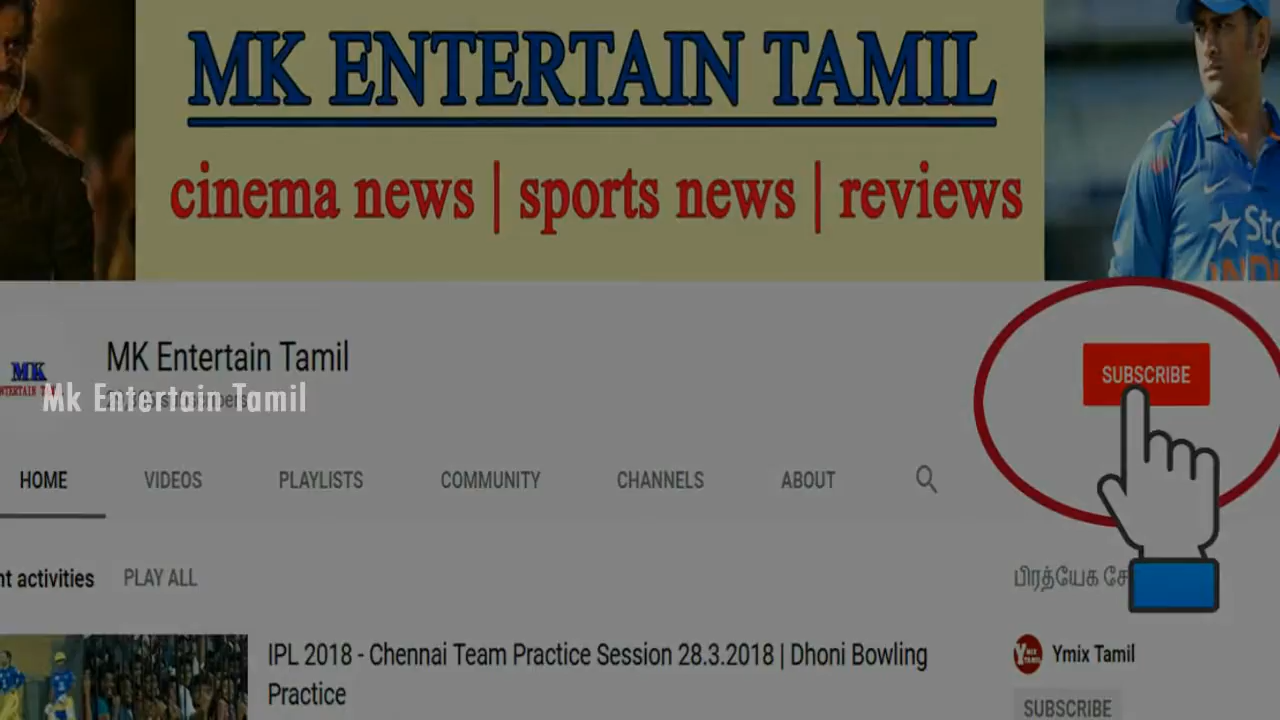 MK ENTERTAIN TAMIL
cinema news | sports news | reviews
MK Entertain Tamil
Mk Entertain Tamil
SUBSCRIBE
MK
HOME
VIDEOS
PLAYLISTS
COMMUNITY
CHANNELS
ABOUT
nt activities
PLAY ALL
பிரத்யேக சே
IPL 2018 - Chennai Team Practice Session 28.3.2018 | Dhoni Bowling
Practice
Ymix Tamil
SUBSCRIBE